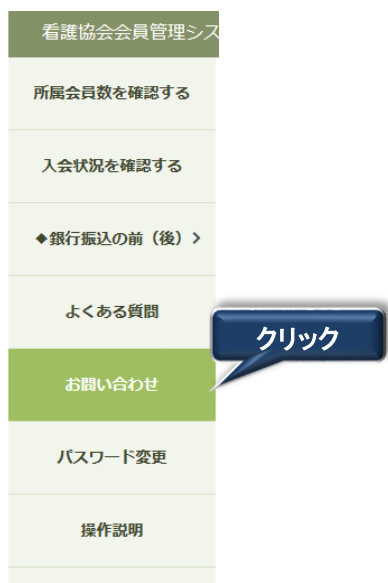 看護協会会員管理シス
所属会員数を確認する
入会状況を確認する
◆銀行振込の前（後）>
よくある質問
クリック
お問い合わせ
パスワード変更
操作説明